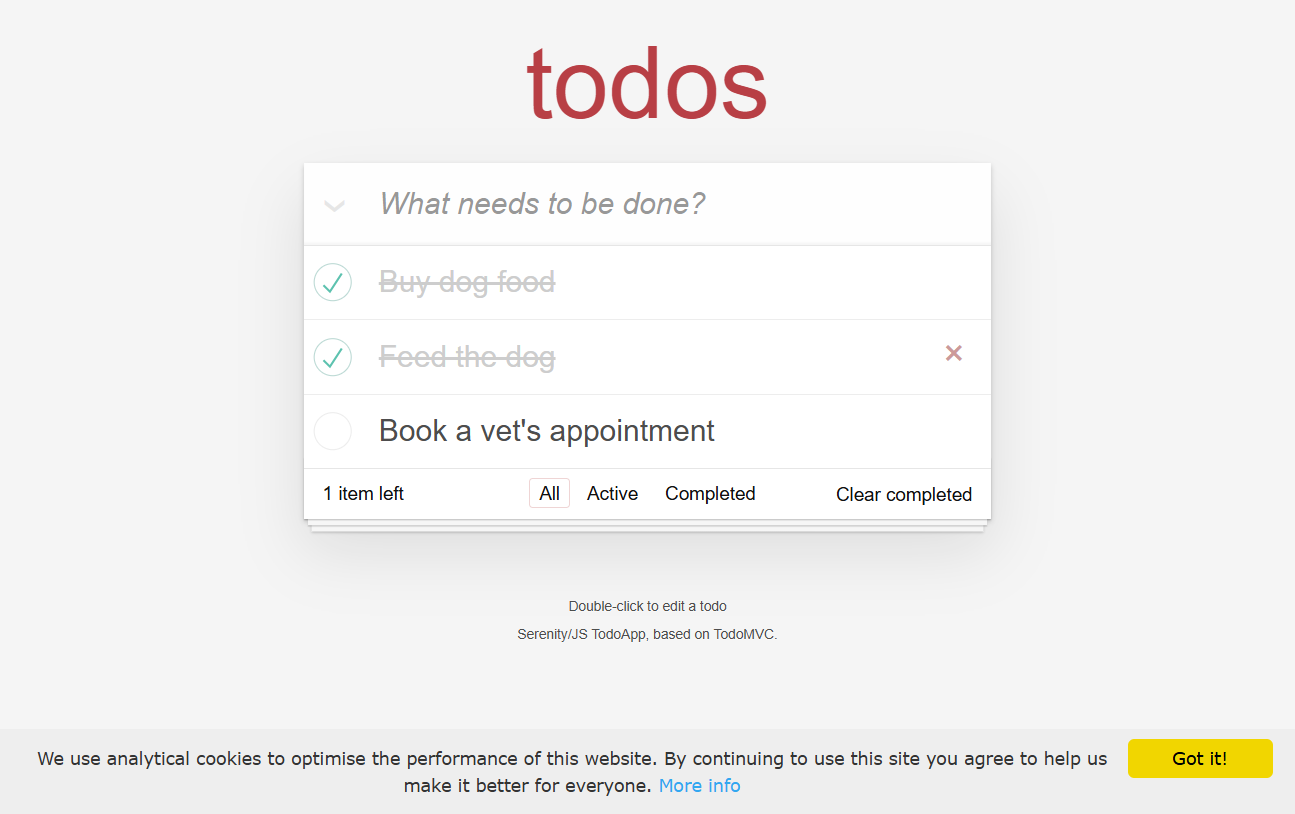 todos
What needs to be done?
Buy dog food
Feed the dog
Book a vet's appointment
1 item left All Active Completed Clear completed
Double-click to edit a todo
Serenity/JS TodoApp, based on TodoMVC.
We use analytical cookies to optimise the performance of this website. By continuing to use this site you agree to help us
make it better for everyone. More info
Got it!